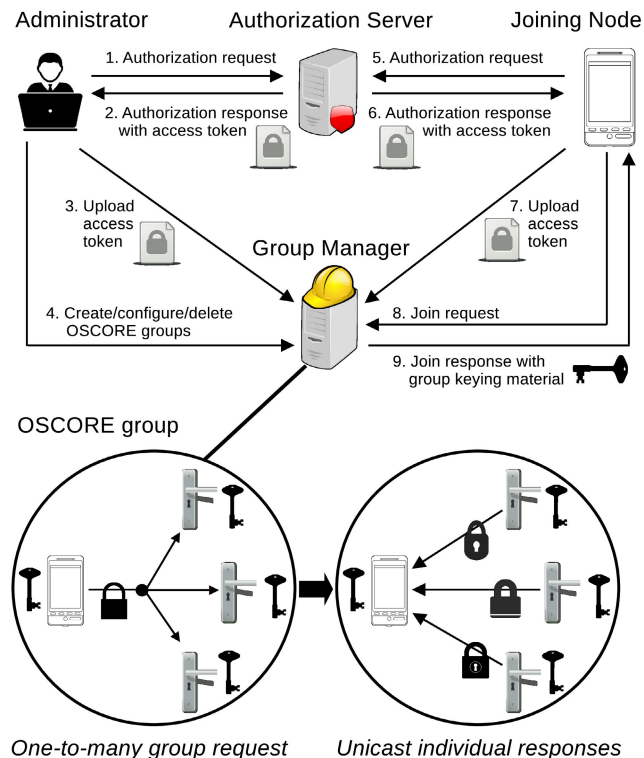 Administrator
Authorization Server
Joining Node
1. Authorization request
5. Authorization request
2. Authorization response
with access token
6. Authorization response
with access token
3. Upload
access
token
7. Upload
access
token
Group Manager
4. Create/configure/delete
OSCORE groups
8. Join request
9. Join response with
group keying material
OSCORE group
One-to-many group request
Unicast individual responses